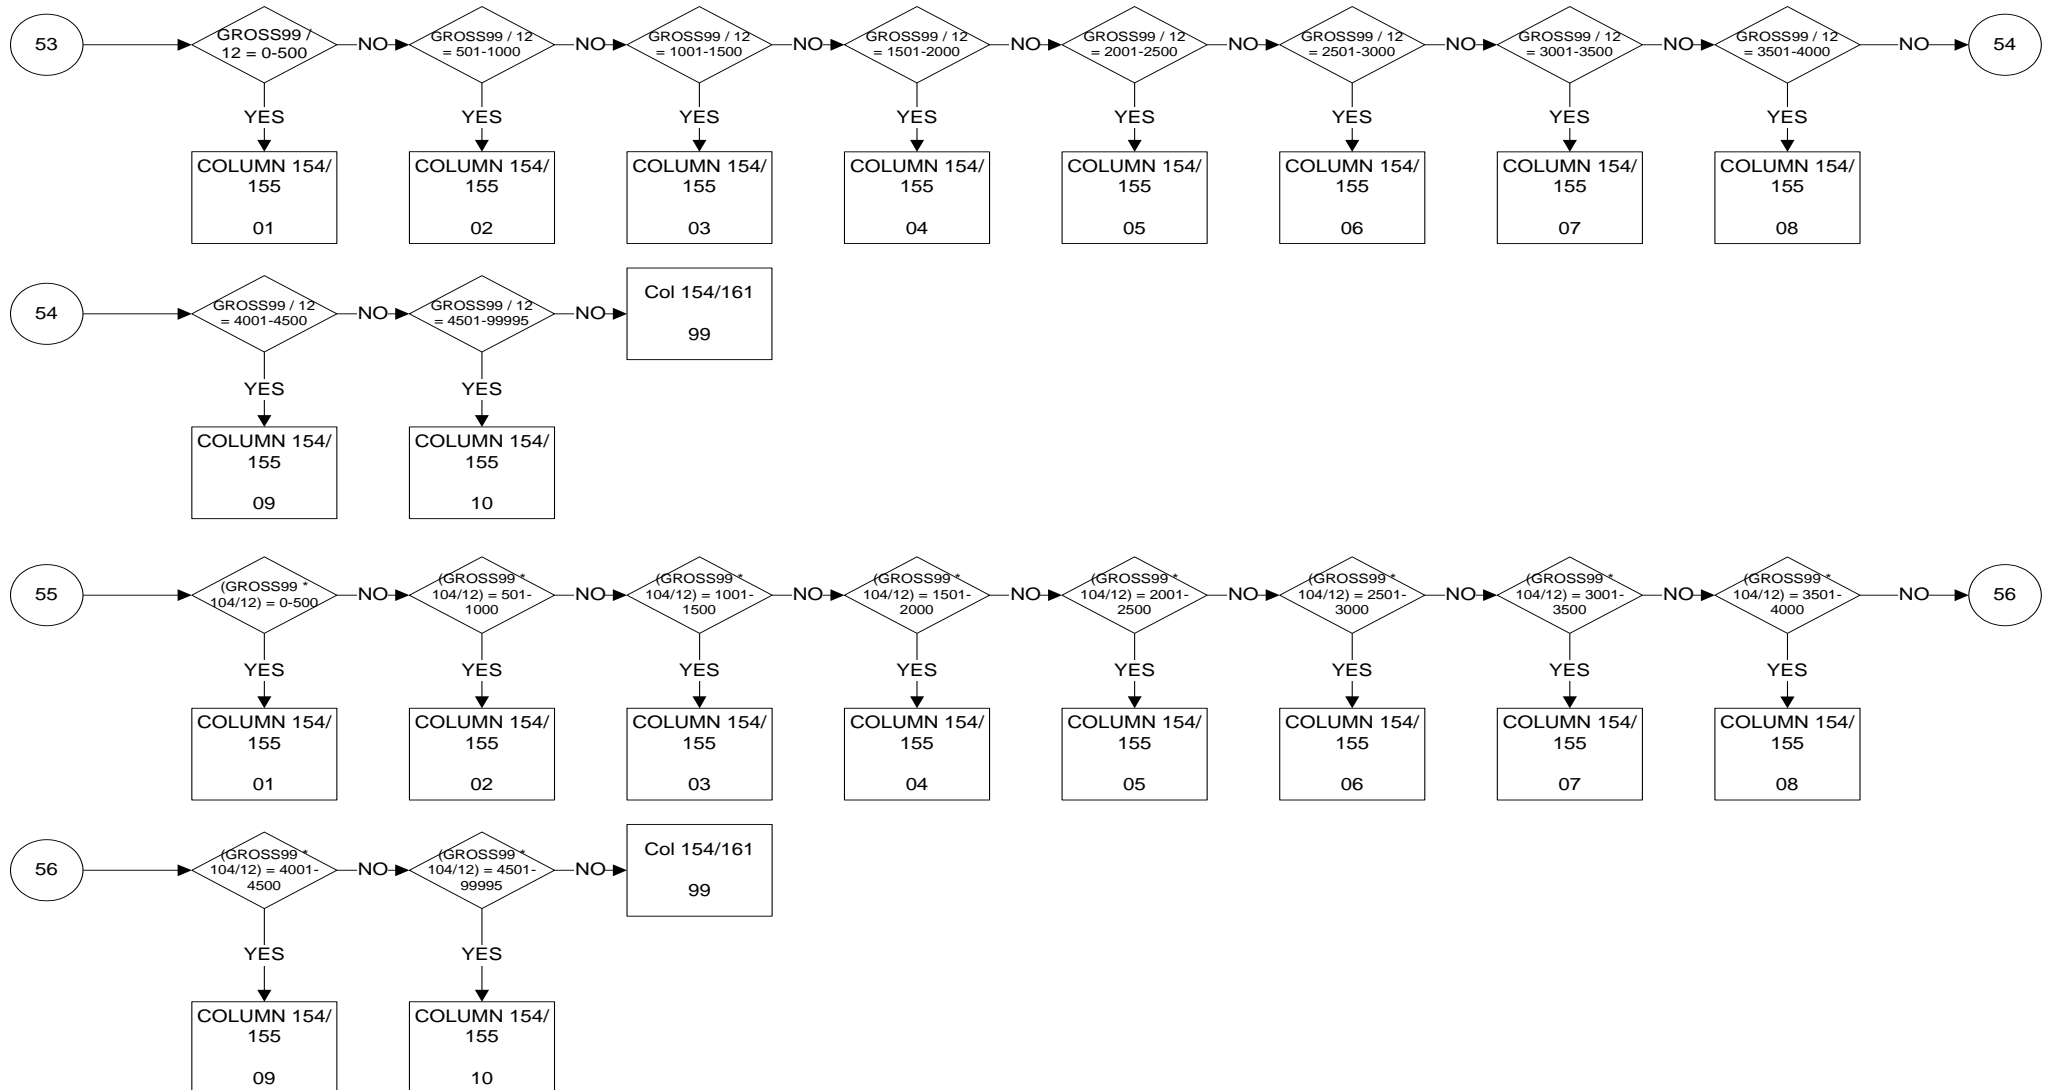 53
GROSS99 /
12 = 0-500
NO
GROSS99 / 12
= 501-1000
NO
GROSS99 / 12
= 1001-1500
NO
GROSS99 / 12
= 1501-2000
NO
GROSS99 / 12
= 2001-2500
NO
GROSS99 / 12
= 2501-3000
NO
GROSS99 / 12
= 3001-3500
NO
GROSS99 / 12
= 3501-4000
NO
54
YES
YES
YES
YES
YES
YES
YES
YES
COLUMN 154/
155
01
COLUMN 154/
155
02
COLUMN 154/
155
03
COLUMN 154/
155
04
COLUMN 154/
155
05
COLUMN 154/
155
06
COLUMN 154/
155
07
COLUMN 154/
155
08
54
GROSS99 / 12
= 4001-4500
NO
GROSS99 / 12
= 4501-99995
NO
Col 154/161
99
YES
YES
COLUMN 154/
155
09
COLUMN 154/
155
10
55
(GROSS99 *
104/12) = 0-500
NO
(GROSS99 *
104/12) = 501-
1000
NO
(GROSS99 *
104/12) = 1001-
1500
NO
(GROSS99 *
104/12) = 1501-
2000
NO
(GROSS99 *
104/12) = 2001-
2500
NO
(GROSS99 *
104/12) = 2501-
3000
NO
(GROSS99 *
104/12) = 3001-
3500
NO
(GROSS99 *
104/12) = 3501-
4000
NO
56
YES
YES
YES
YES
YES
YES
YES
YES
COLUMN 154/
155
01
COLUMN 154/
155
02
COLUMN 154/
155
03
COLUMN 154/
155
04
COLUMN 154/
155
05
COLUMN 154/
155
06
COLUMN 154/
155
07
COLUMN 154/
155
08
56
(GROSS99 *
104/12) = 4001-
4500
NO
(GROSS99 *
104/12) = 4501-
99995
NO
Col 154/161
99
YES
YES
COLUMN 154/
155
09
COLUMN 154/
155
10